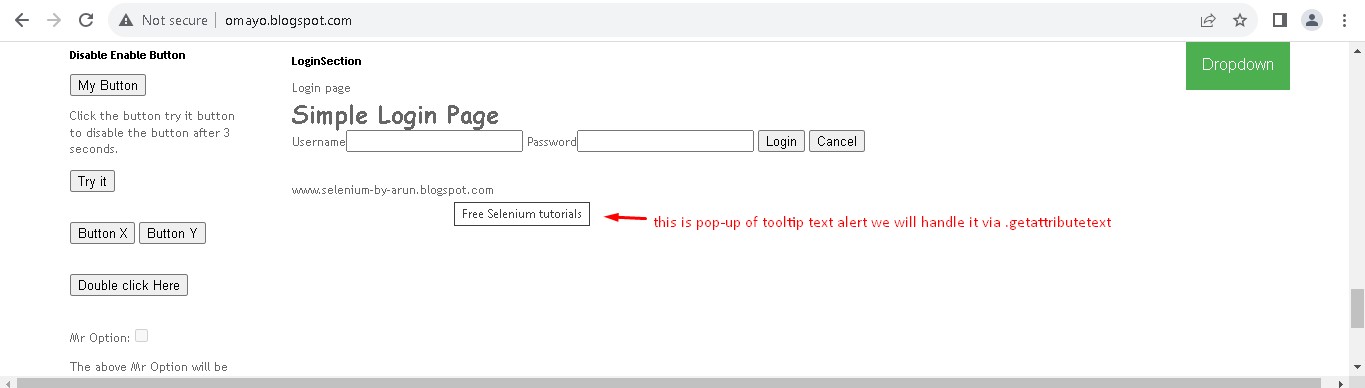 Not secure
omayo.blogspot.com
Dropdown
Disable Enable Button
My Button
Click the button try it button
to disable the button after 3
seconds.
Try it
Button X
Button Y
Double click Here
Mr Option:
The above Mr Option will be
LoginSection
Login page
Simple Login Page
Username
Password
Login
Cancel
www.selenium-by-arun.blogspot.com
Free Selenium tutorials
this is pop-up of tooltip text alert we will handle it via .getattributetext